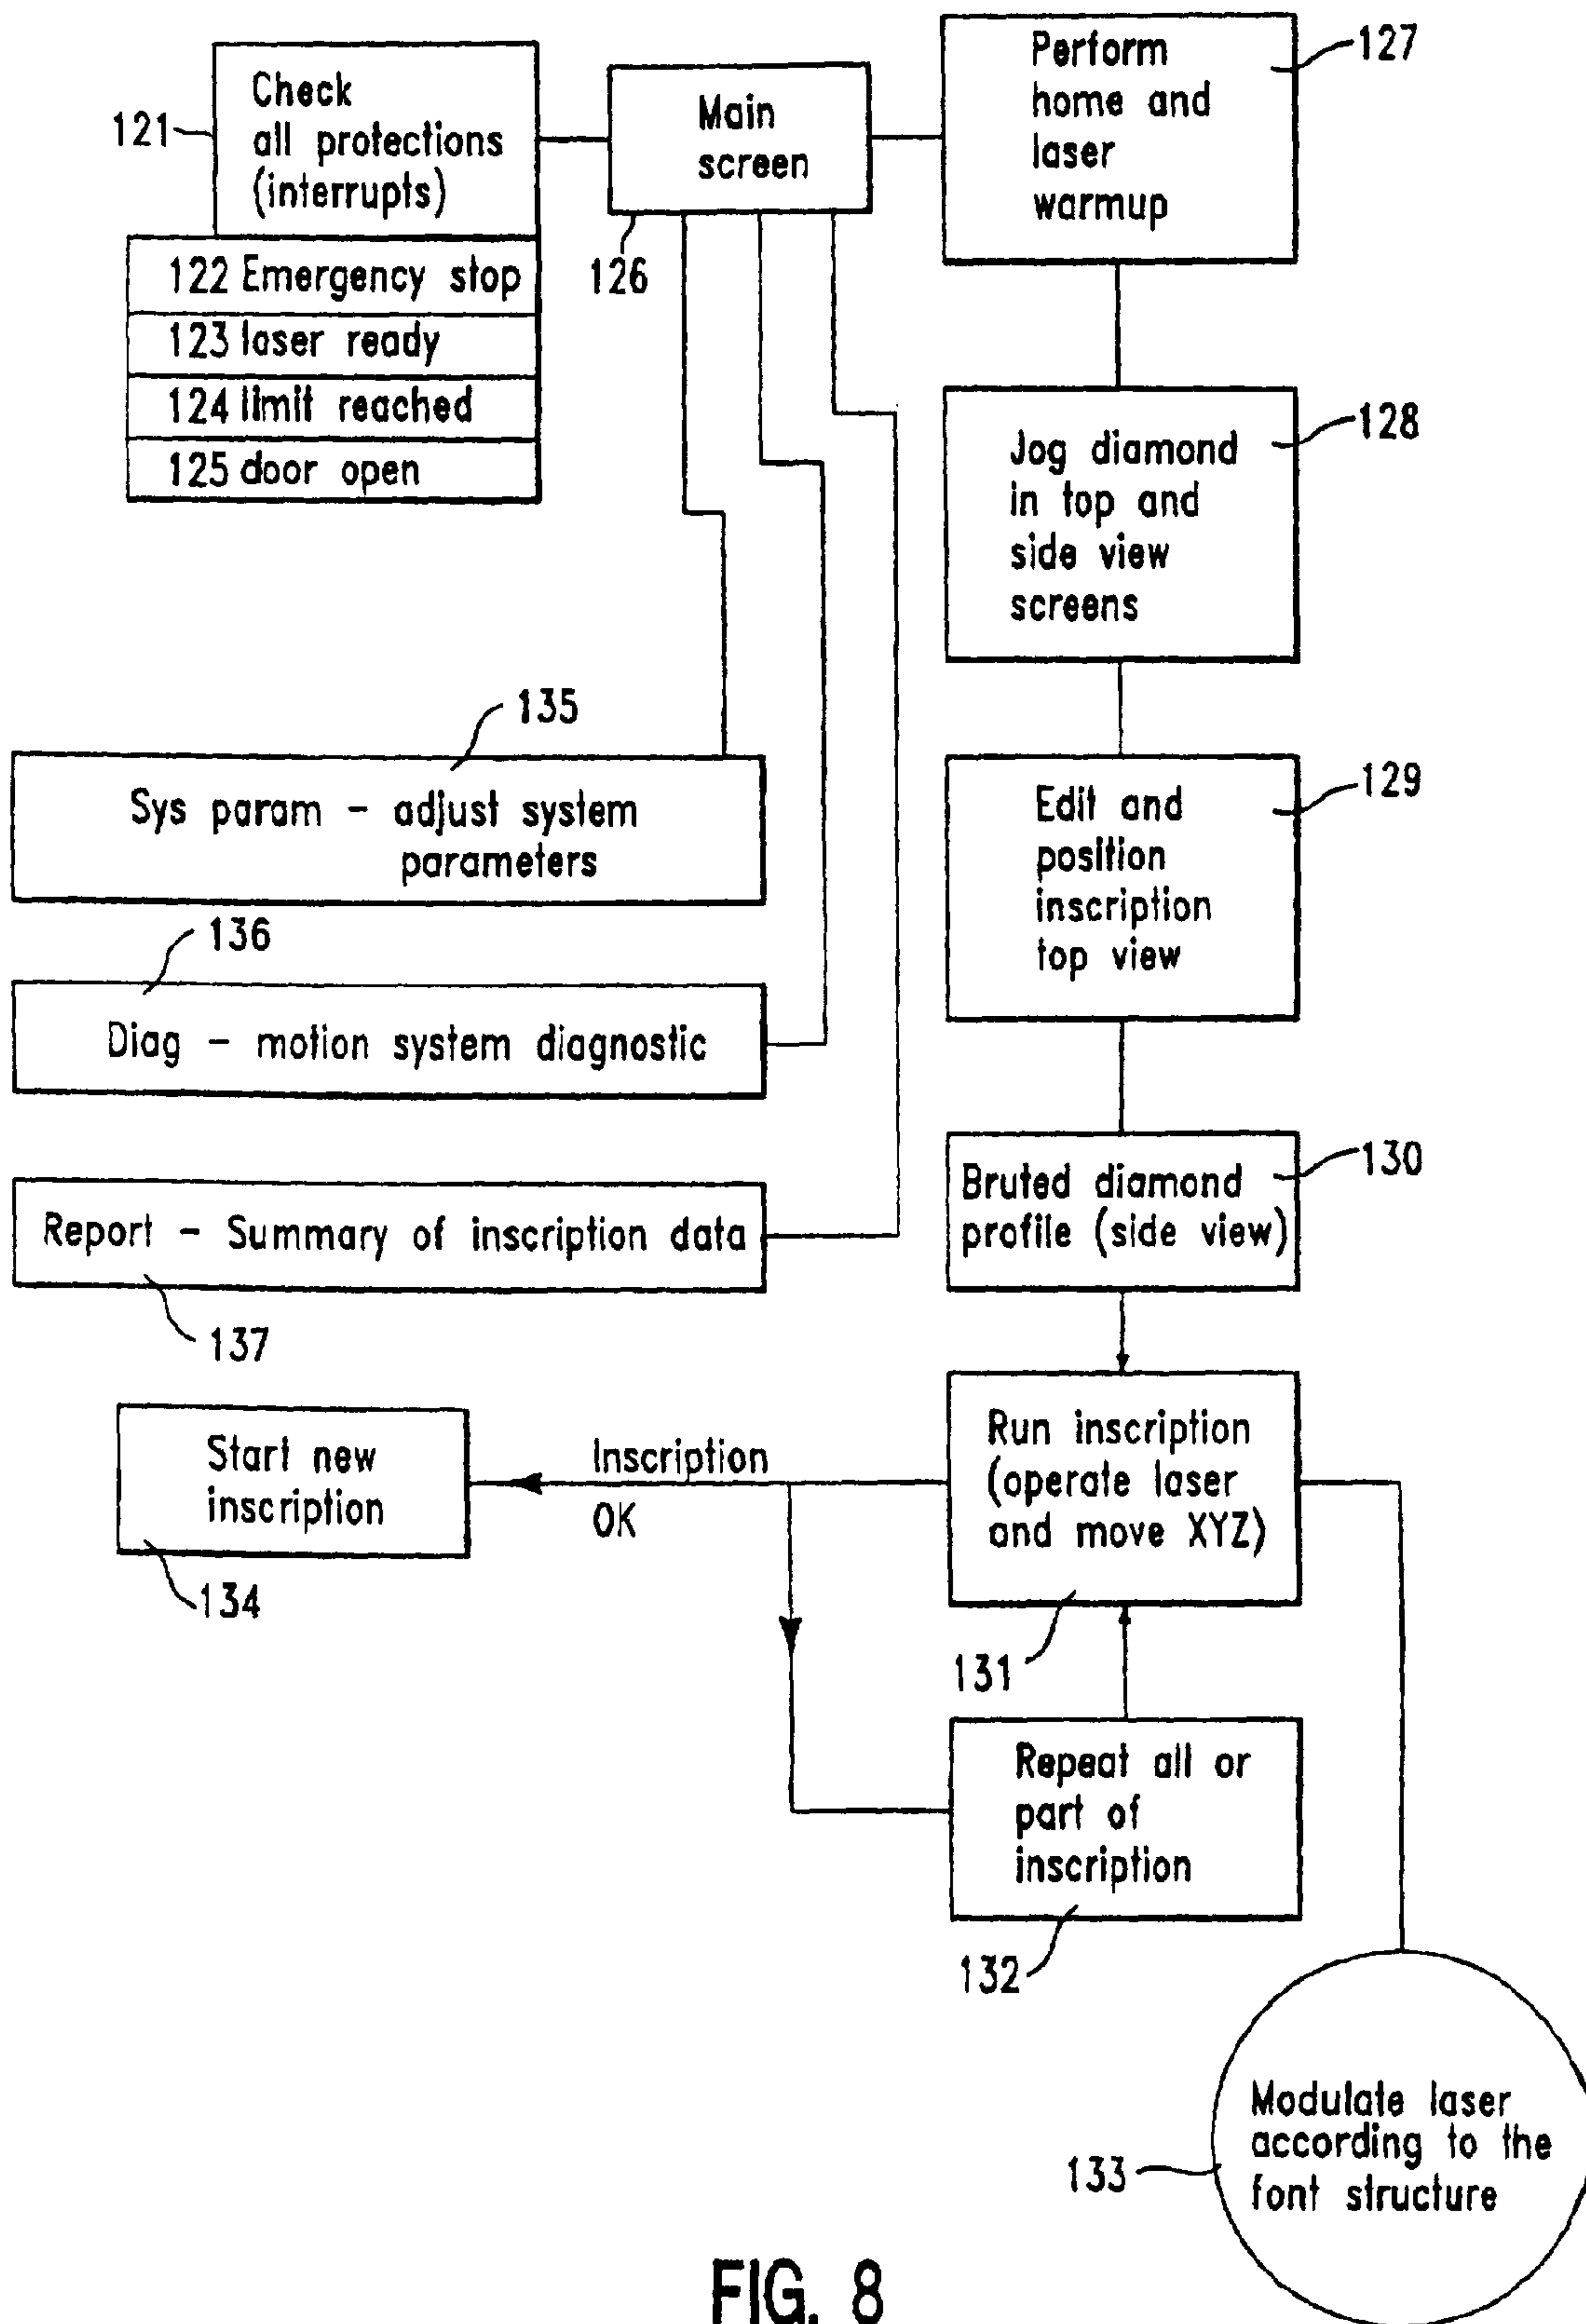 121
Check
all protections
(interrupts)
122 Emergency stop
123 laser ready
124 limit reached
125 door open
Main
screen
126
Perform
home and
laser
warmup
127
Jog diamond
in top and
side view
screens
128
135
Sys param - adjust system
parameters
136
Diag - motion system diagnostic
Report - Summary of inscription data
137
Edit and
position
inscription
top view
129
Bruted diamond
profile (side view)
130
Start new
inscription
134
Inscription
OK
Run inscription
(operate laser
and move XYZ)
131
Repeat all or
part of
inscription
132
Modulate laser
according to the
font structure
133
FIG. 8